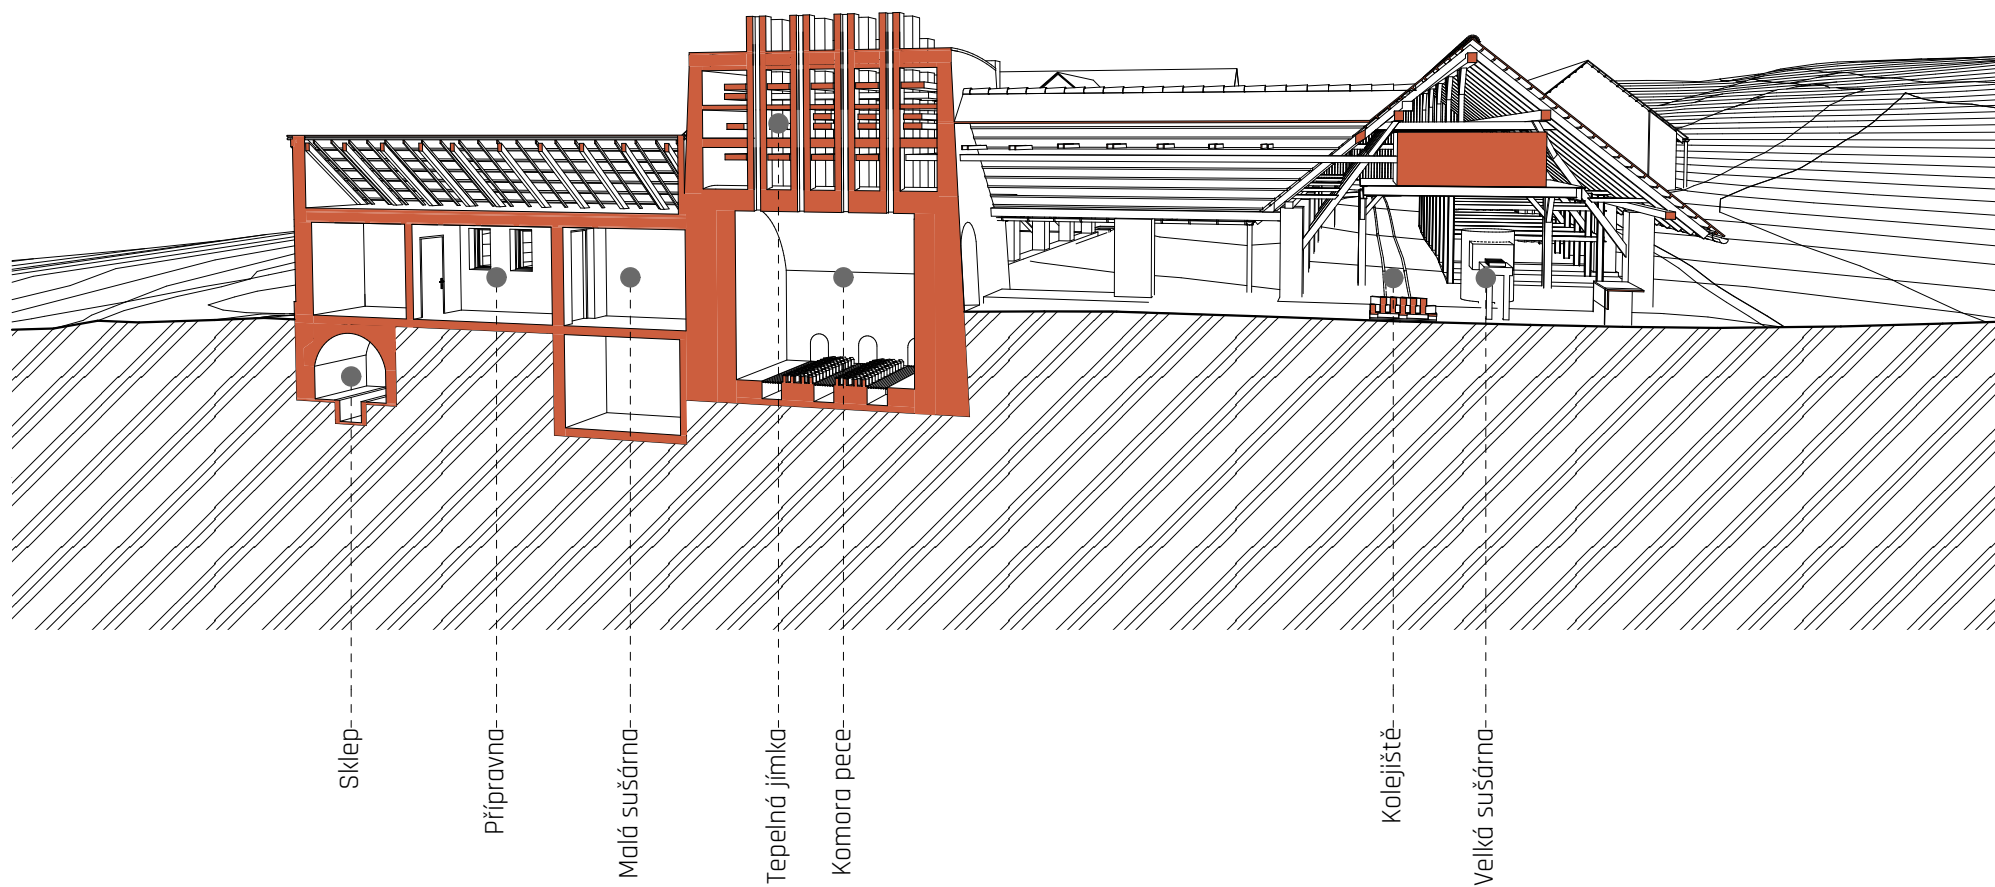 Sklep
Přípravna
Malá sušárna
Tepelná jímka
Komora pece
Kolejiště
Velká sušárna